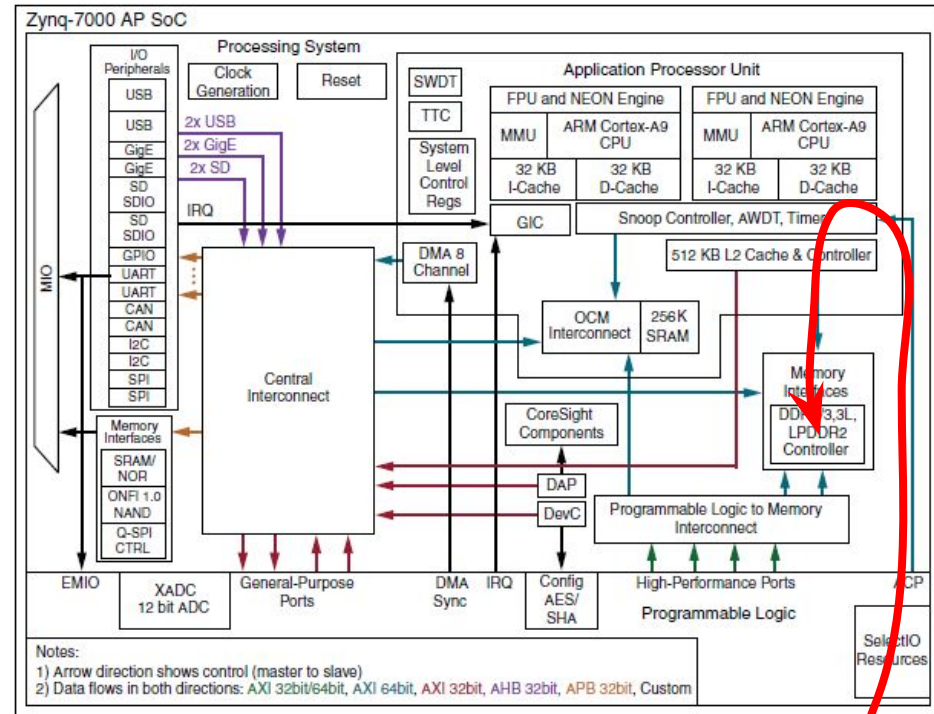 Zynq-7000 AP SoC
Processing System
I/O
Peripherals
USB
USB
GigE
GigE
SD
SDIO
SD
SDIO
GPIO
UART
UART
CAN
CAN
I2C
I2C
SPI
SPI
MIO
Clock
Generation
Reset
2x USB
2x GigE
2x SD
IRQ
SWDT
TTC
System
Level
Control
Regs
Application Processor Unit
FPU and NEON Engine
MMU
ARM Cortex-A9
CPU
32 KB
I-Cache
32 KB
D-Cache
FPU and NEON Engine
MMU
ARM Cortex-A9
CPU
32 KB
I-Cache
32 KB
D-Cache
GIC
Snoop Controller, AWDT, Timer
512 KB L2 Cache & Controller
DMA 8
Channel
OCM
Interconnect
256K
SRAM
Central
Interconnect
Memory
Interfaces
LPDDR2
Controller
CoreSight
Components
DAP
DevC
Programmable Logic to Memory
Interconnect
Memory
Interfaces
SRAM/
NOR
ONFI 1.0
NAND
Q-SPI
CTRL
EMIO
XADC
12 bit ADC
General-Purpose
Ports
DMA
Sync
IRQ
Config
AES/
SHA
High-Performance Ports
ACP
Programmable Logic
SelectIO
Resources
Notes:
1) Arrow direction shows control (master to slave)
2) Data flows in both directions: AXI 32bit/64bit, AXI 64bit, AXI 32bit, AHB 32bit, APB 32bit, Custom